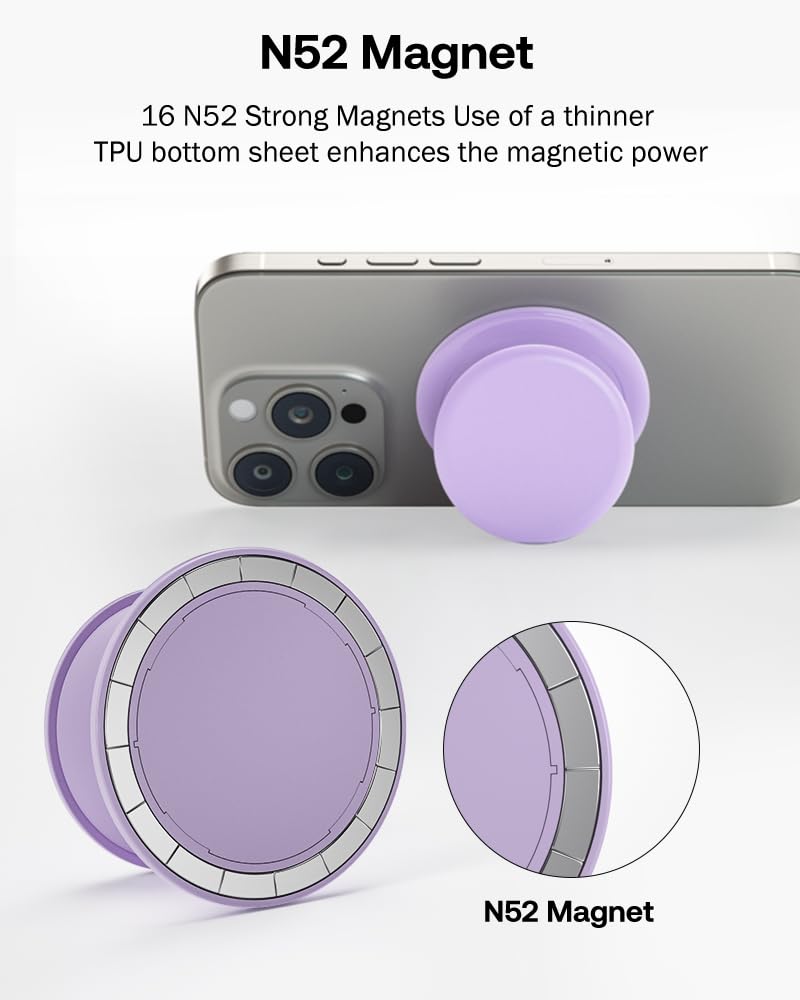 N52 Magnet
16 N52 Strong Magnets Use of a thinner
TPU bottom sheet enhances the magnetic power
N52 Magnet